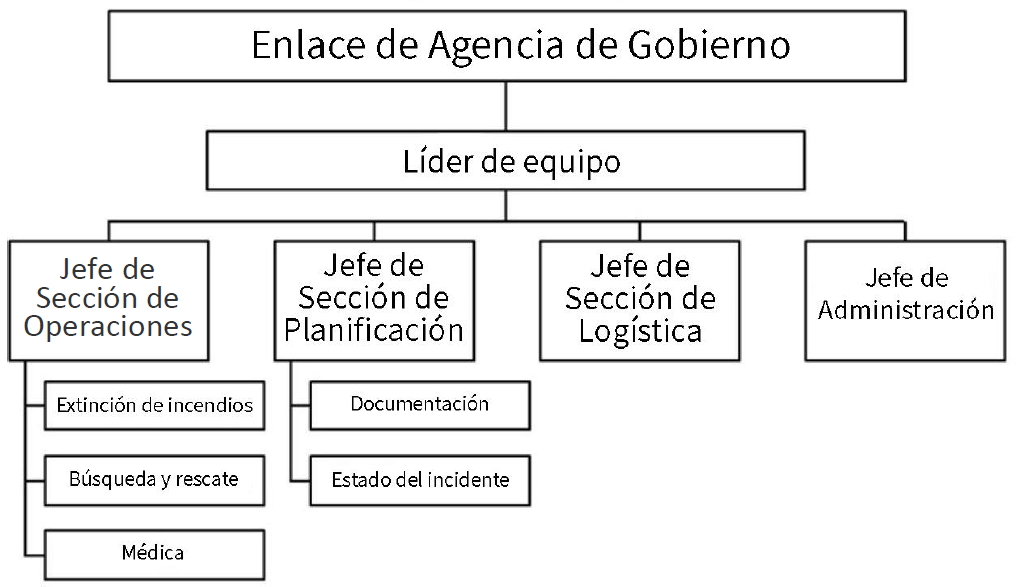 Enlace de Agencia de Gobierno
Líder de equipo
Jefe de
Sección de
Operaciones
Jefe de
Sección de
Planificación
Jefe de
Sección de
Logística
Jefe de
Administración
Extinción de incendios
Búsqueda y rescate
Médica
Documentación
Estado del incidente